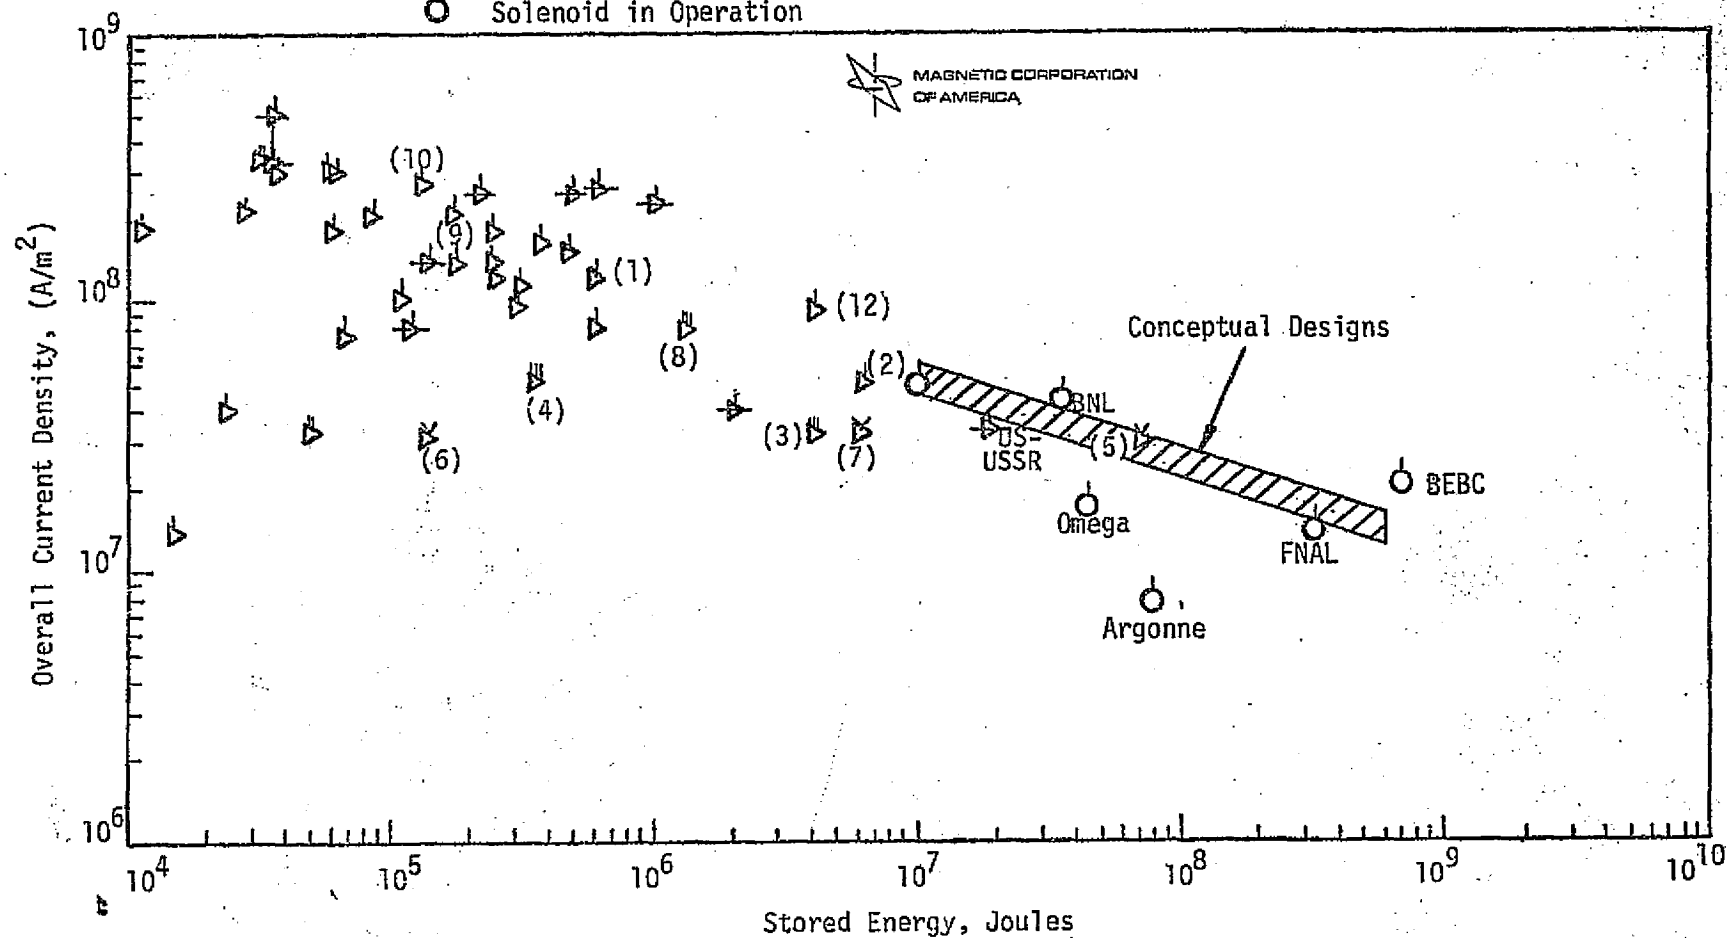 O Solenoid in Operation
10^9
MAGNETIC CORPORATION
OF AMERICA
(10)
(9)
(1)
10^8
(12)
Conceptual Designs
(8)
(2)
(4)
BNL
(3)
(7)
US-
USSR
(5)
(6)
BEBC
Omega
FNAL
10^7
Argonne
10^6
10^4
10^5
10^6
10^7
10^8
10^9
10^10
Overall Current Density, (A/m^2)
Stored Energy, Joules